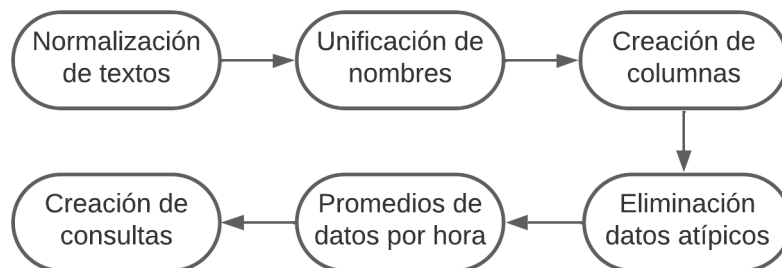 Normalización
de textos
Unificación de
nombres
Creación de
columnas
Eliminación
datos atípicos
Promedios de
datos por hora
Creación de
consultas